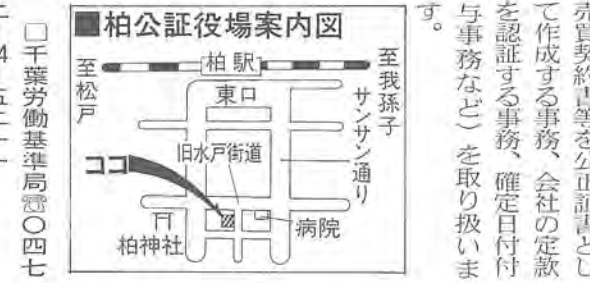 売買契約書等を公正証書とし
て作成する事務、会社の定款
を認証する事務、確定日付付
与事務など）を取り扱いま
す。
■柏公証役場案内図
至我孫子
柏駅
至松戸
東口
サンサン通り
旧水戸街道
ココ
病院
柏神社
□千葉労働基準局☎〇四七